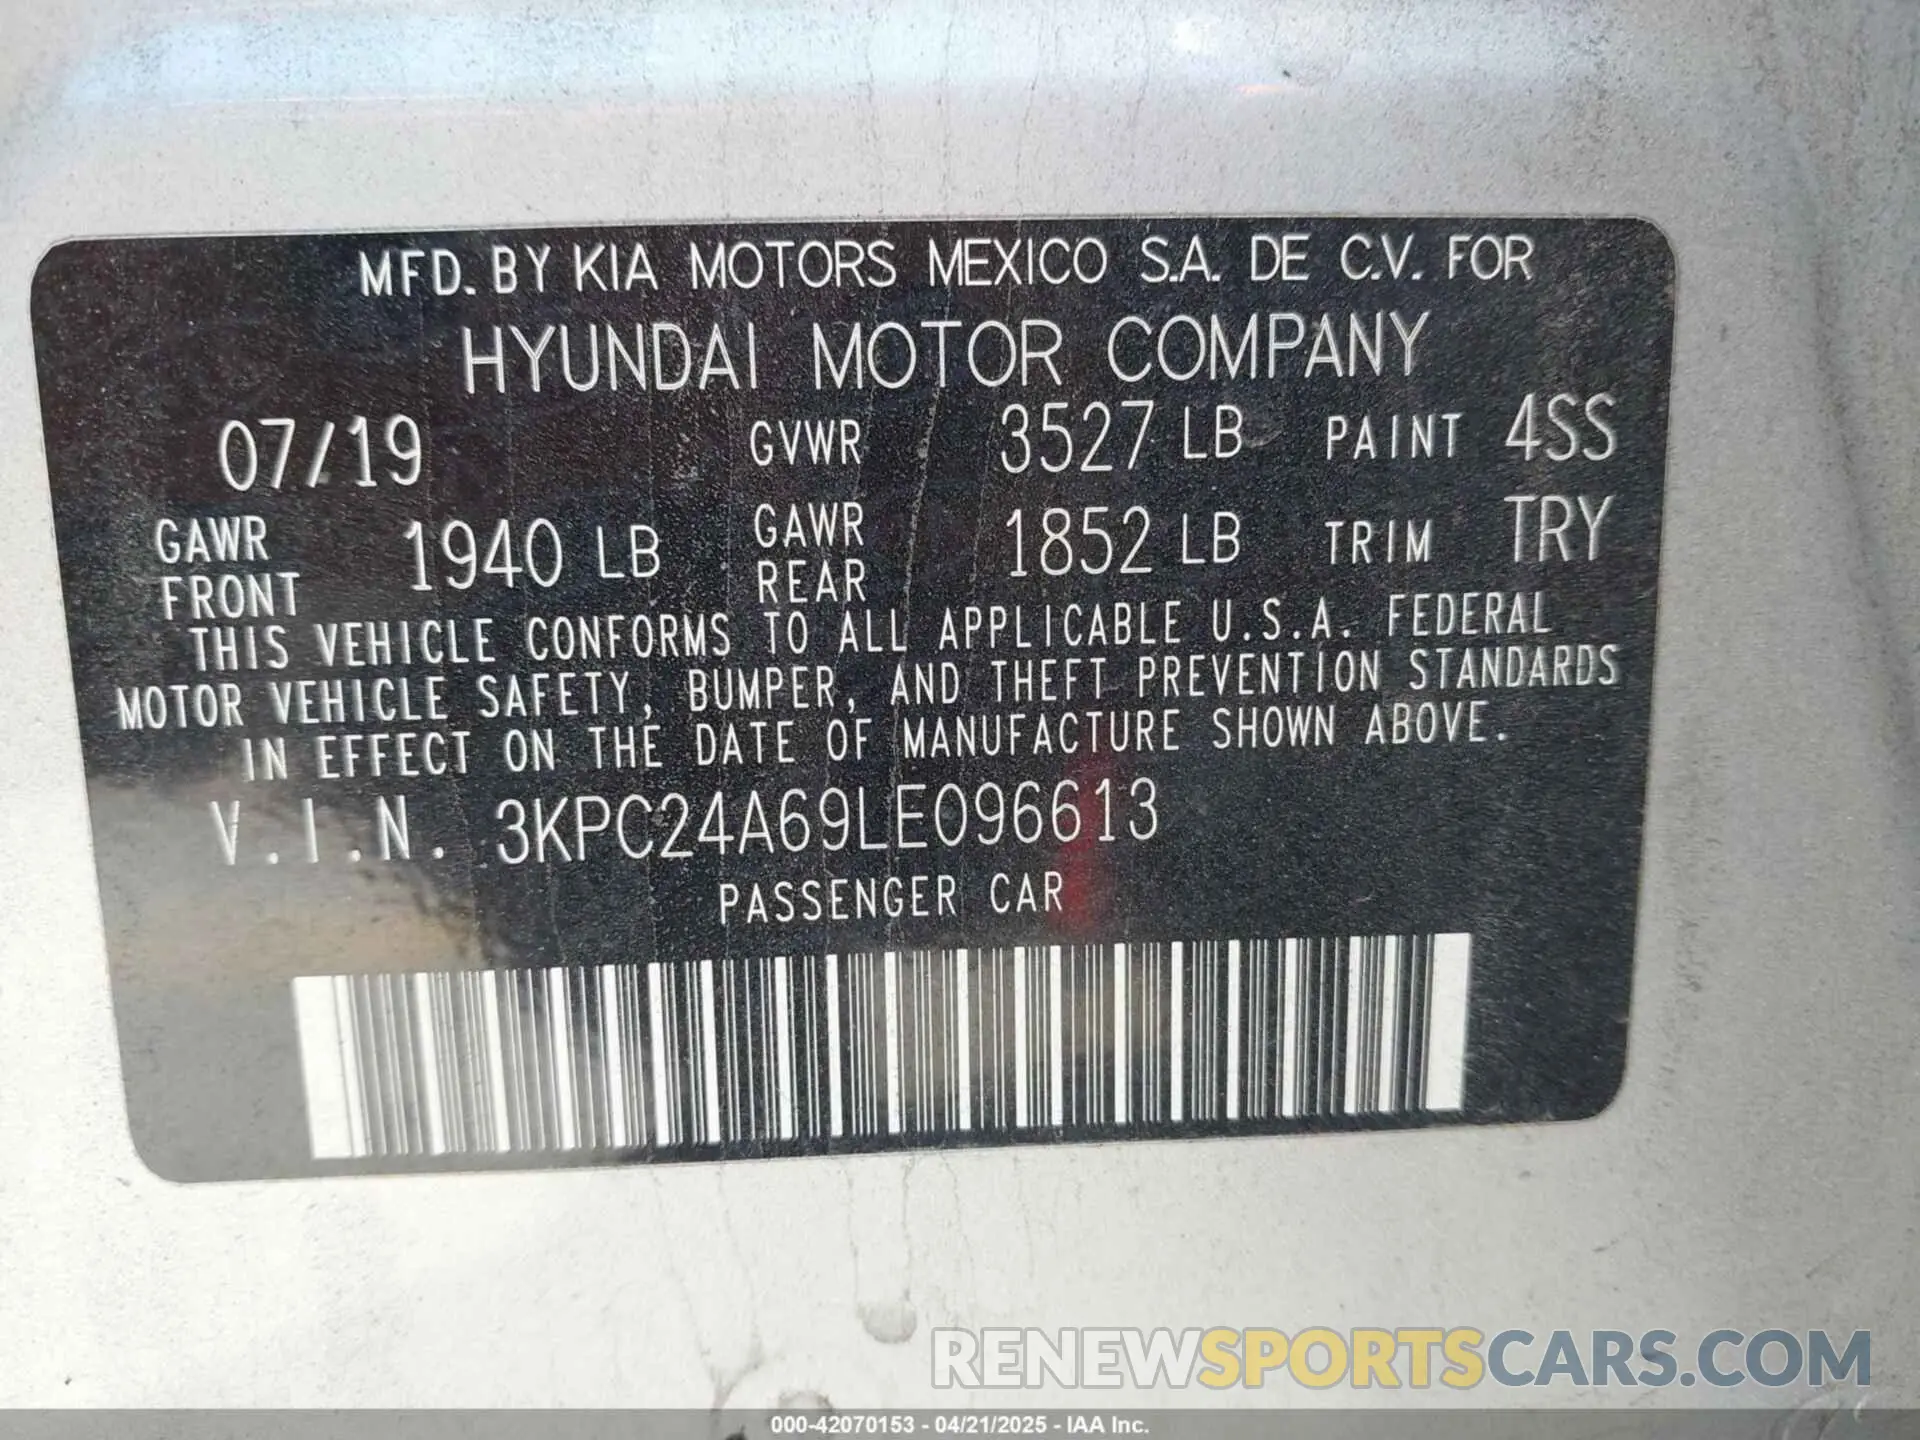 MFD. BY KIA MOTORS MEXICO S.A. DE C.V. FOR
HYUNDAI MOTOR COMPANY
07/19 GVWR 3527 LB PAINT 4SS
GAWR FRONT 1940 LB GAWR REAR 1852 LB TRIM TRY
THIS VEHICLE CONFORMS TO ALL APPLICABLE U.S.A. FEDERAL
MOTOR VEHICLE SAFETY, BUMPER, AND THEFT PREVENTION STANDARDS
IN EFFECT ON THE DATE OF MANUFACTURE SHOWN ABOVE.
V.I.N. 3KPC24A69LE096613
PASSENGER CAR
RENEWSPORTSCARS.COM
000-42070153 - 04/21/2025 - IAA Inc.